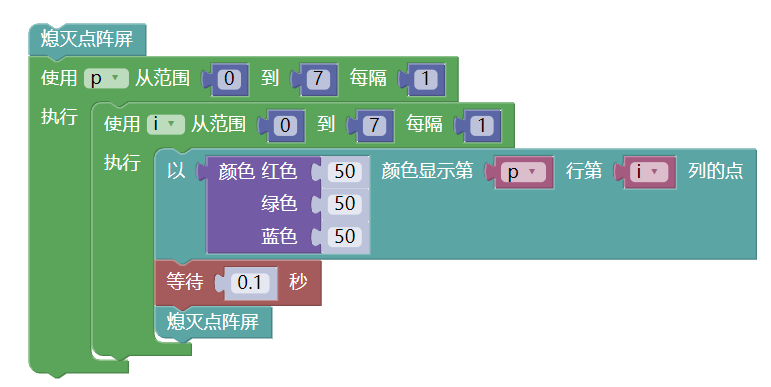 熄灭点阵屏
使用 p 从范围 0 到 7 每隔 1
执行 使用 i 从范围 0 到 7 每隔 1
执行 以 颜色 红色 50 颜色显示第 p 行第 i 列的点
绿色 50
蓝色 50
等待 0.1 秒
熄灭点阵屏